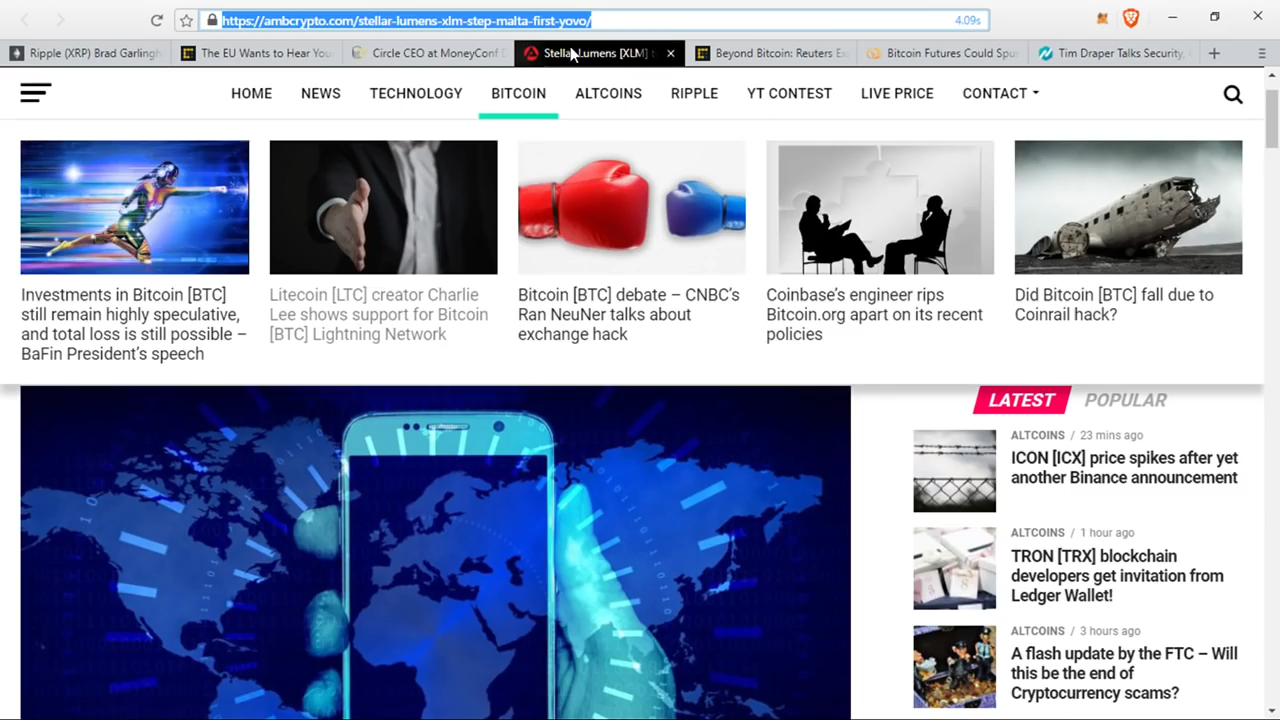 https://ambcrypto.com/stellar-lumens-xlm-step-malta-first-yovo/
4.09s
Ripple (XRP) Brad Garlingh
The EU Wants to Hear You
Circle CEO at MoneyConf
Stellar Lumens [XLM]
Beyond Bitcoin: Reuters Ex
Bitcoin Futures Could Spu
Tim Draper Talks Security,
HOME
NEWS
TECHNOLOGY
BITCOIN
ALTCOINS
RIPPLE
YT CONTEST
LIVE PRICE
CONTACT
Investments in Bitcoin [BTC]
still remain highly speculative,
and total loss is still possible –
BaFin President’s speech
Litecoin [LTC] creator Charlie
Lee shows support for Bitcoin
[BTC] Lightning Network
Bitcoin [BTC] debate – CNBC’s
Ran NeuNer talks about
exchange hack
Coinbase’s engineer rips
Bitcoin.org apart on its recent
policies
Did Bitcoin [BTC] fall due to
Coinrail hack?
LATEST
POPULAR
ALTCOINS / 23 mins ago
ICON [ICX] price spikes after yet
another Binance announcement
ALTCOINS / 1 hour ago
TRON [TRX] blockchain
developers get invitation from
Ledger Wallet!
ALTCOINS / 3 hours ago
A flash update by the FTC – Will
this be the end of
Cryptocurrency scams?